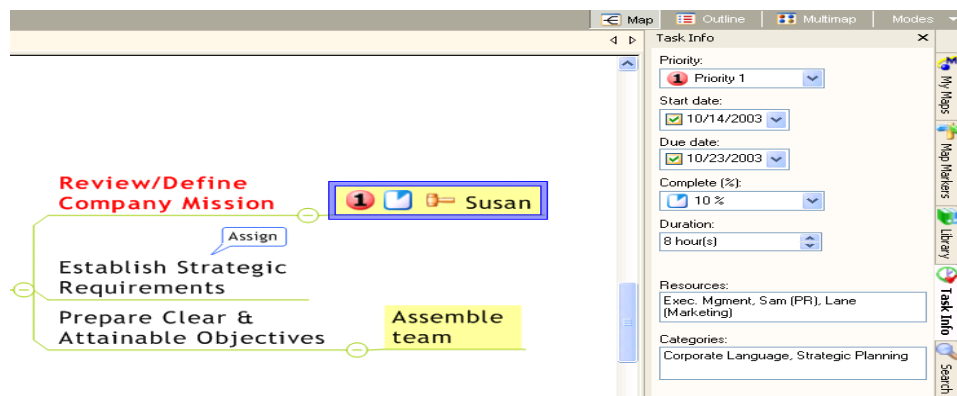 Map
Outline
Multimap
Modes
Task Info
Priority:
1 Priority 1
Start date:
10/14/2003
Due date:
10/23/2003
Complete (%):
10 %
Duration:
8 hour(s)
Resources:
Exec. Mgment, Sam (PR), Lane
(Marketing)
Categories:
Corporate Language, Strategic Planning
My Maps
Map Markers
Library
Task Info
Search
Review/Define
Company Mission
1 Susan
Assign
Establish Strategic
Requirements
Prepare Clear &
Attainable Objectives
Assemble
team